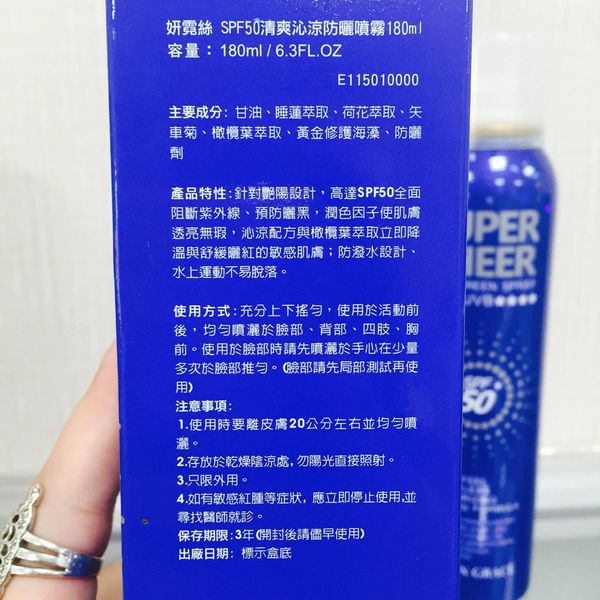 妍霓絲 SPF50清爽沁涼防曬噴霧180ml
容量：180ml / 6.3FL.OZ
E115010000
主要成分：甘油、睡蓮萃取、荷花萃取、矢
車菊、橄欖葉萃取、黃金修護海藻、防曬
劑
產品特性:針對艷陽設計，高達SPF50全面
阻斷紫外線、預防曬黑，潤色因子使肌膚
透亮無瑕，沁涼配方與橄欖葉萃取立即降
溫與舒緩曬紅的敏感肌膚；防潑水設計、
水上運動不易脫落。
使用方式:充分上下搖勻，使用於活動前
後，均勻噴灑於臉部、背部、四肢、胸
前。使用於臉部時請先噴灑於手心在少量
多次於臉部推勻。(臉部請先局部測試再使
用)
注意事項:
1.使用時要離皮膚20公分左右並均勻噴
灑。
2.存放於乾燥陰涼處,勿陽光直接照射。
3.只限外用。
4.如有敏感紅腫等症狀，應立即停止使用,並
尋找醫師就診。
保存期限:3年(開封後請儘早使用)
出廠日期: 標示盒底
UPER
HEER
SPF
50